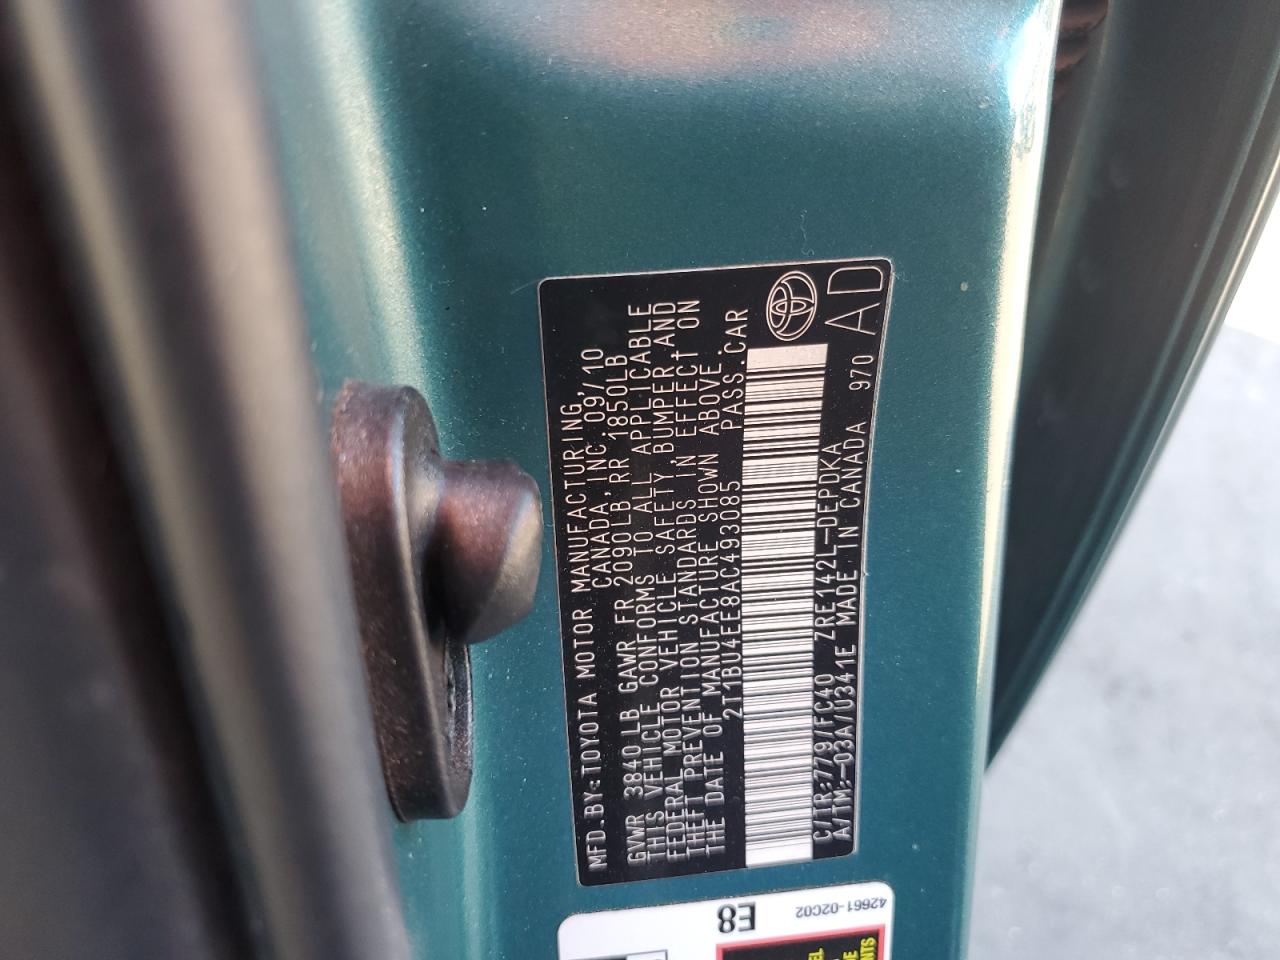 MFD. BY: TOYOTA MOTOR MANUFACTURING,
CANADA, INC. 09/10
GVWR 3840 LB GAWR FR 2090LB, RR 1850LB
THIS VEHICLE CONFORMS TO ALL APPLICABLE
FEDERAL MOTOR VEHICLE SAFETY, BUMPER AND
THEFT PREVENTION STANDARDS IN EFFECT ON
THE DATE OF MANUFACTURE SHOWN ABOVE.
2T1BU4EE8AC493085 PASS. CAR
C/TR: 779/FC40 ZRE142L-DEPDKA
A/TM: -03A/U341E MADE IN CANADA 970
AD
42661-02C02
E8